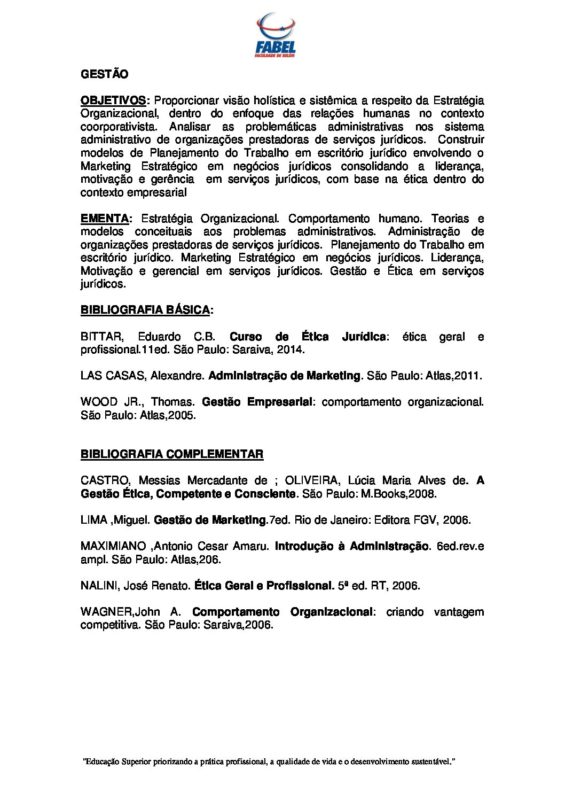 FABEL
FACULDADE DE BELÉM
GESTÃO
OBJETIVOS: Proporcionar visão holística e sistêmica a respeito da Estratégia
Organizacional, dentro do enfoque das relações humanas no contexto
coorporativista. Analisar as problemáticas administrativas nos sistema
administrativo de organizações prestadoras de serviços jurídicos. Construir
modelos de Planejamento do Trabalho em escritório jurídico envolvendo o
Marketing Estratégico em negócios jurídicos consolidando a liderança,
motivação e gerência em serviços jurídicos, com base na ética dentro do
contexto empresarial
EMENTA: Estratégia Organizacional. Comportamento humano. Teorias e
modelos conceituais aos problemas administrativos. Administração de
organizações prestadoras de serviços jurídicos. Planejamento do Trabalho em
escritório jurídico. Marketing Estratégico em negócios jurídicos. Liderança,
Motivação e gerencial em serviços jurídicos. Gestão e Ética em serviços
jurídicos.
BIBLIOGRAFIA BÁSICA:
BITTAR, Eduardo C.B. Curso de Ética Jurídica: ética geral e
profissional.11ed. São Paulo: Saraiva, 2014.
LAS CASAS, Alexandre. Administração de Marketing. São Paulo: Atlas,2011.
WOOD JR., Thomas. Gestão Empresarial: comportamento organizacional.
São Paulo: Atlas,2005.
BIBLIOGRAFIA COMPLEMENTAR
CASTRO, Messias Mercadante de ; OLIVEIRA, Lúcia Maria Alves de. A
Gestão Ética, Competente e Consciente. São Paulo: M.Books,2008.
LIMA ,Miguel. Gestão de Marketing.7ed. Rio de Janeiro: Editora FGV, 2006.
MAXIMIANO ,Antonio Cesar Amaru. Introdução à Administração. 6ed.rev.e
ampl. São Paulo: Atlas,206.
NALINI, José Renato. Ética Geral e Profissional. 5ª ed. RT, 2006.
WAGNER,John A. Comportamento Organizacional: criando vantagem
competitiva. São Paulo: Saraiva,2006.
"Educação Superior priorizando a prática profissional, a qualidade de vida e o desenvolvimento sustentável."